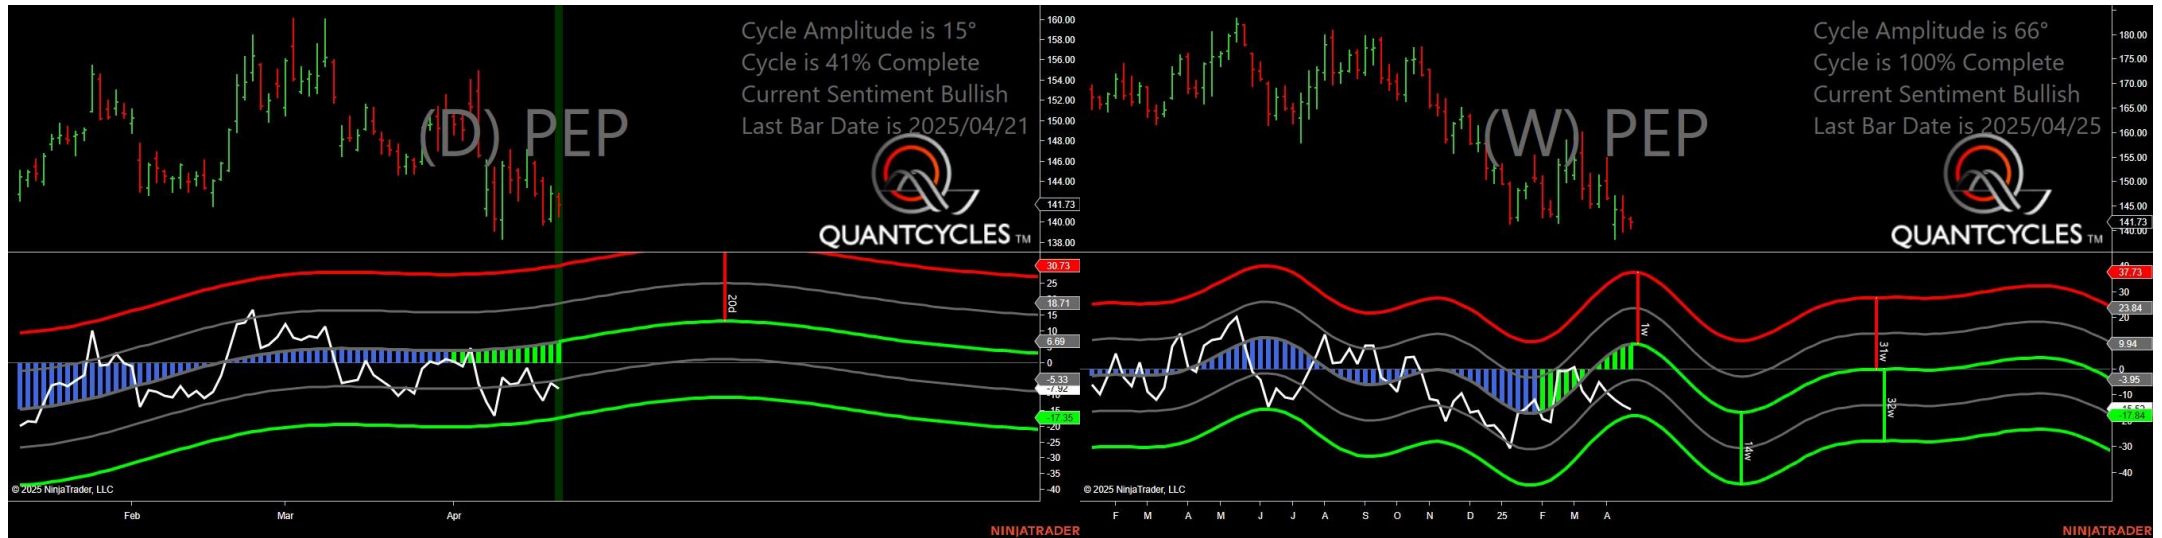 Cycle Amplitude is 15°
Cycle is 41% Complete
Current Sentiment Bullish
Last Bar Date is 2025/04/21
(D) PEP
QUANTCYCLES TM
160.00
158.00
156.00
154.00
152.00
150.00
148.00
146.00
144.00
141.73
140.00
138.00
30.73
25
18.71
15
10
6.69
0
-5.33
-7.92
-17.35
-20
-25
-30
-35
-40
20d
© 2025 NinjaTrader, LLC
Feb Mar Apr
NINJATRADER
Cycle Amplitude is 66°
Cycle is 100% Complete
Current Sentiment Bullish
Last Bar Date is 2025/04/25
(W) PEP
QUANTCYCLES TM
180.00
175.00
170.00
165.00
160.00
155.00
150.00
145.00
141.73
140.00
37.73
30
23.84
20
9.94
0
-3.95
-10
-17.84
-30
-40
1w
14w
31w
32w
© 2025 NinjaTrader, LLC
F M A M J J A S O N D 25 F M A
NINJATRADER